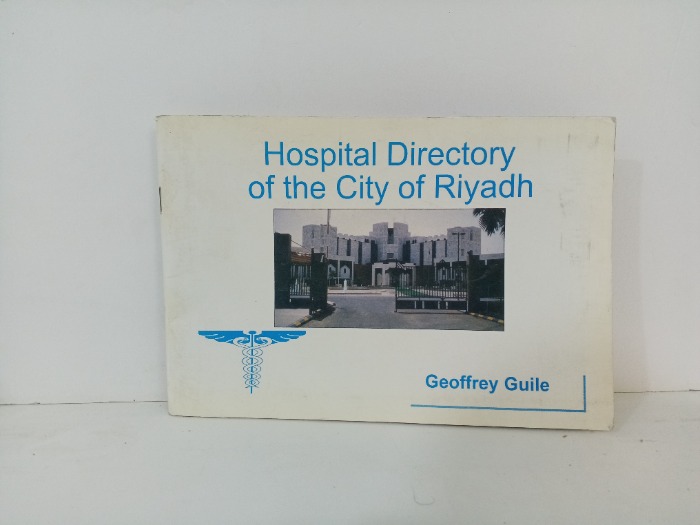 Hospital Directory
of the City of Riyadh
Geoffrey Guile